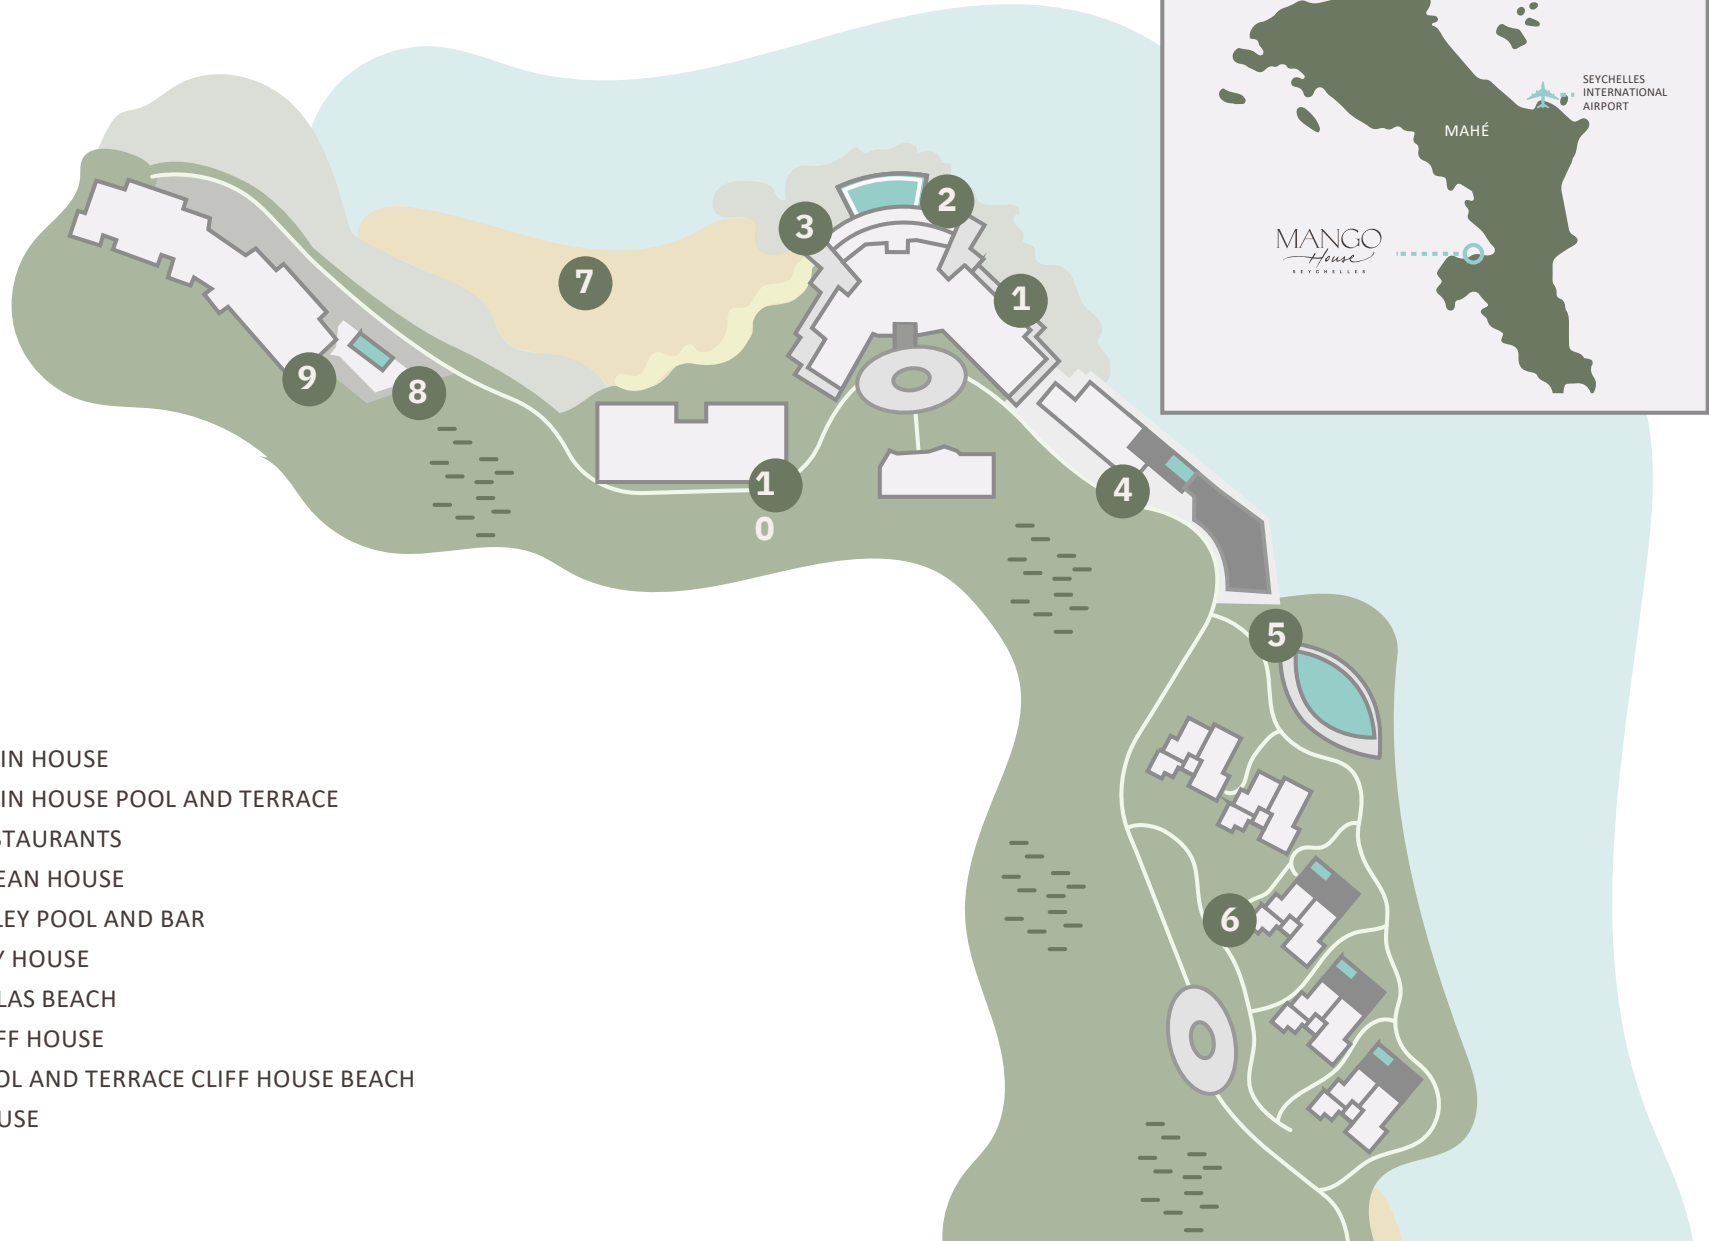 SEYCHELLES
INTERNATIONAL
AIRPORT
MAHÉ
MANGO
House
SEYCHELLES
2
3
7
1
9
8
1
0
4
5
6
IN HOUSE
IN HOUSE POOL AND TERRACE
STAURANTS
EAN HOUSE
LEY POOL AND BAR
Y HOUSE
LAS BEACH
FF HOUSE
OL AND TERRACE CLIFF HOUSE BEACH
USE